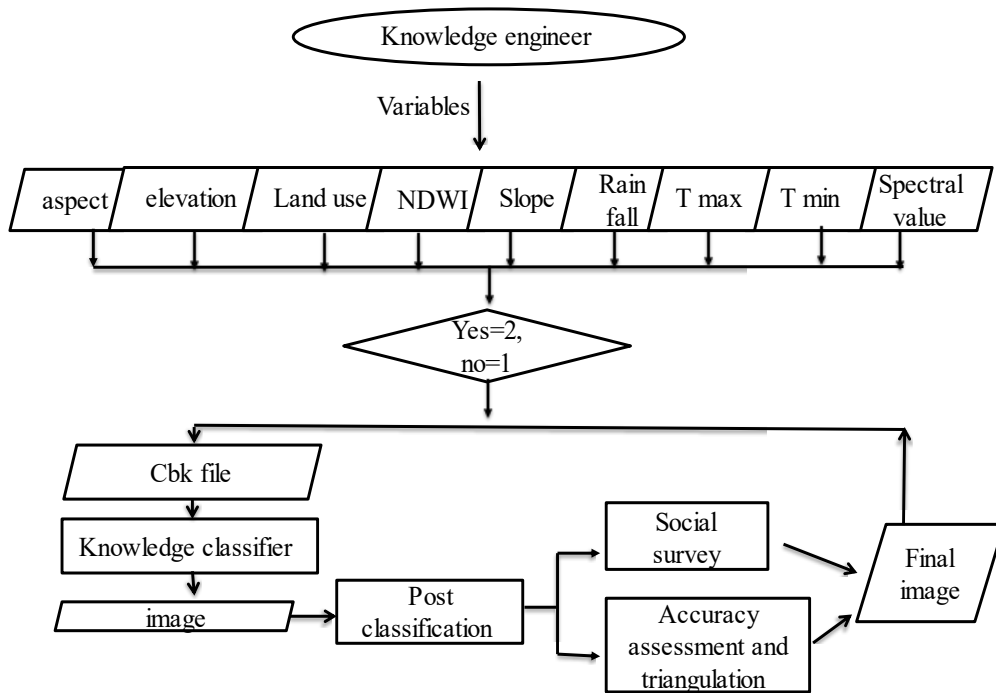 Knowledge engineer
Variables
aspect
elevation
Land use
NDWI
Slope
Rain
fall
T max
T min
Spectral
value
Yes=2,
no=1
Cbk file
Knowledge classifier
image
Post
classification
Social
survey
Accuracy
assessment and
triangulation
Final
image